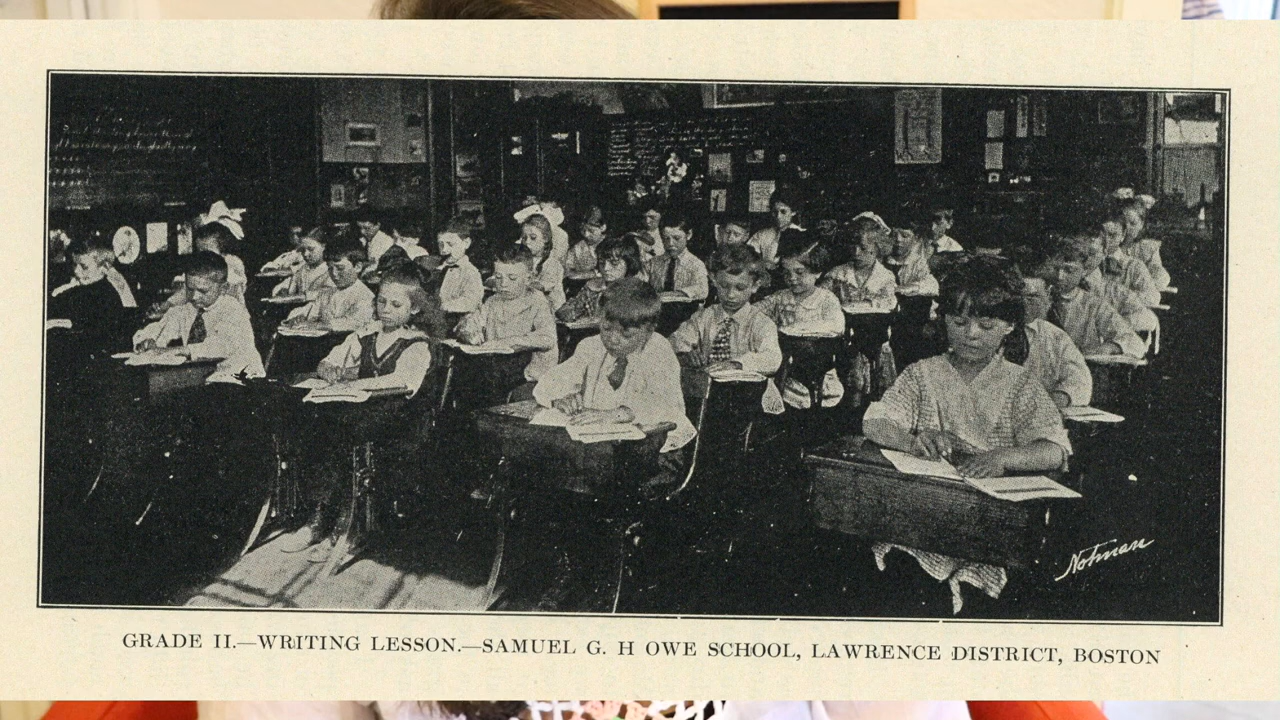 Notman
GRADE II.—WRITING LESSON.—SAMUEL G. H OWE SCHOOL, LAWRENCE DISTRICT, BOSTON